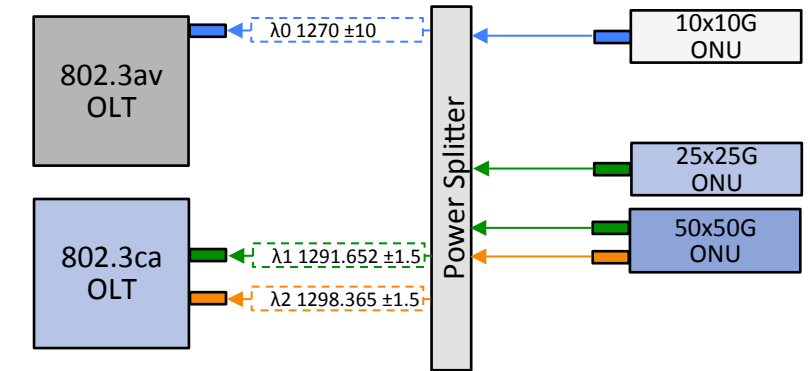 802.3av
OLT
λ0 1270 ±10
Power Splitter
10x10G
ONU
25x25G
ONU
802.3ca
OLT
λ1 1291.652 ±1.5
λ2 1298.365 ±1.5
50x50G
ONU